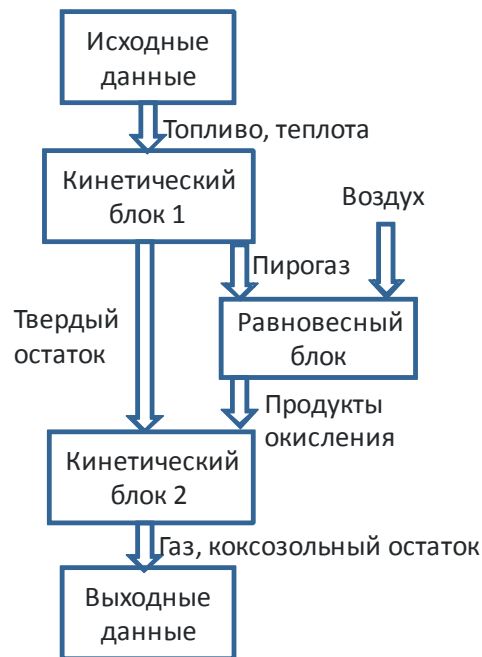 Исходные
данные
Топливо, теплота
Кинетический
блок 1
Воздух
Пирогаз
Твердый
остаток
Равновесный
блок
Продукты
окисления
Кинетический
блок 2
Газ, коксозольный остаток
Выходные
данные